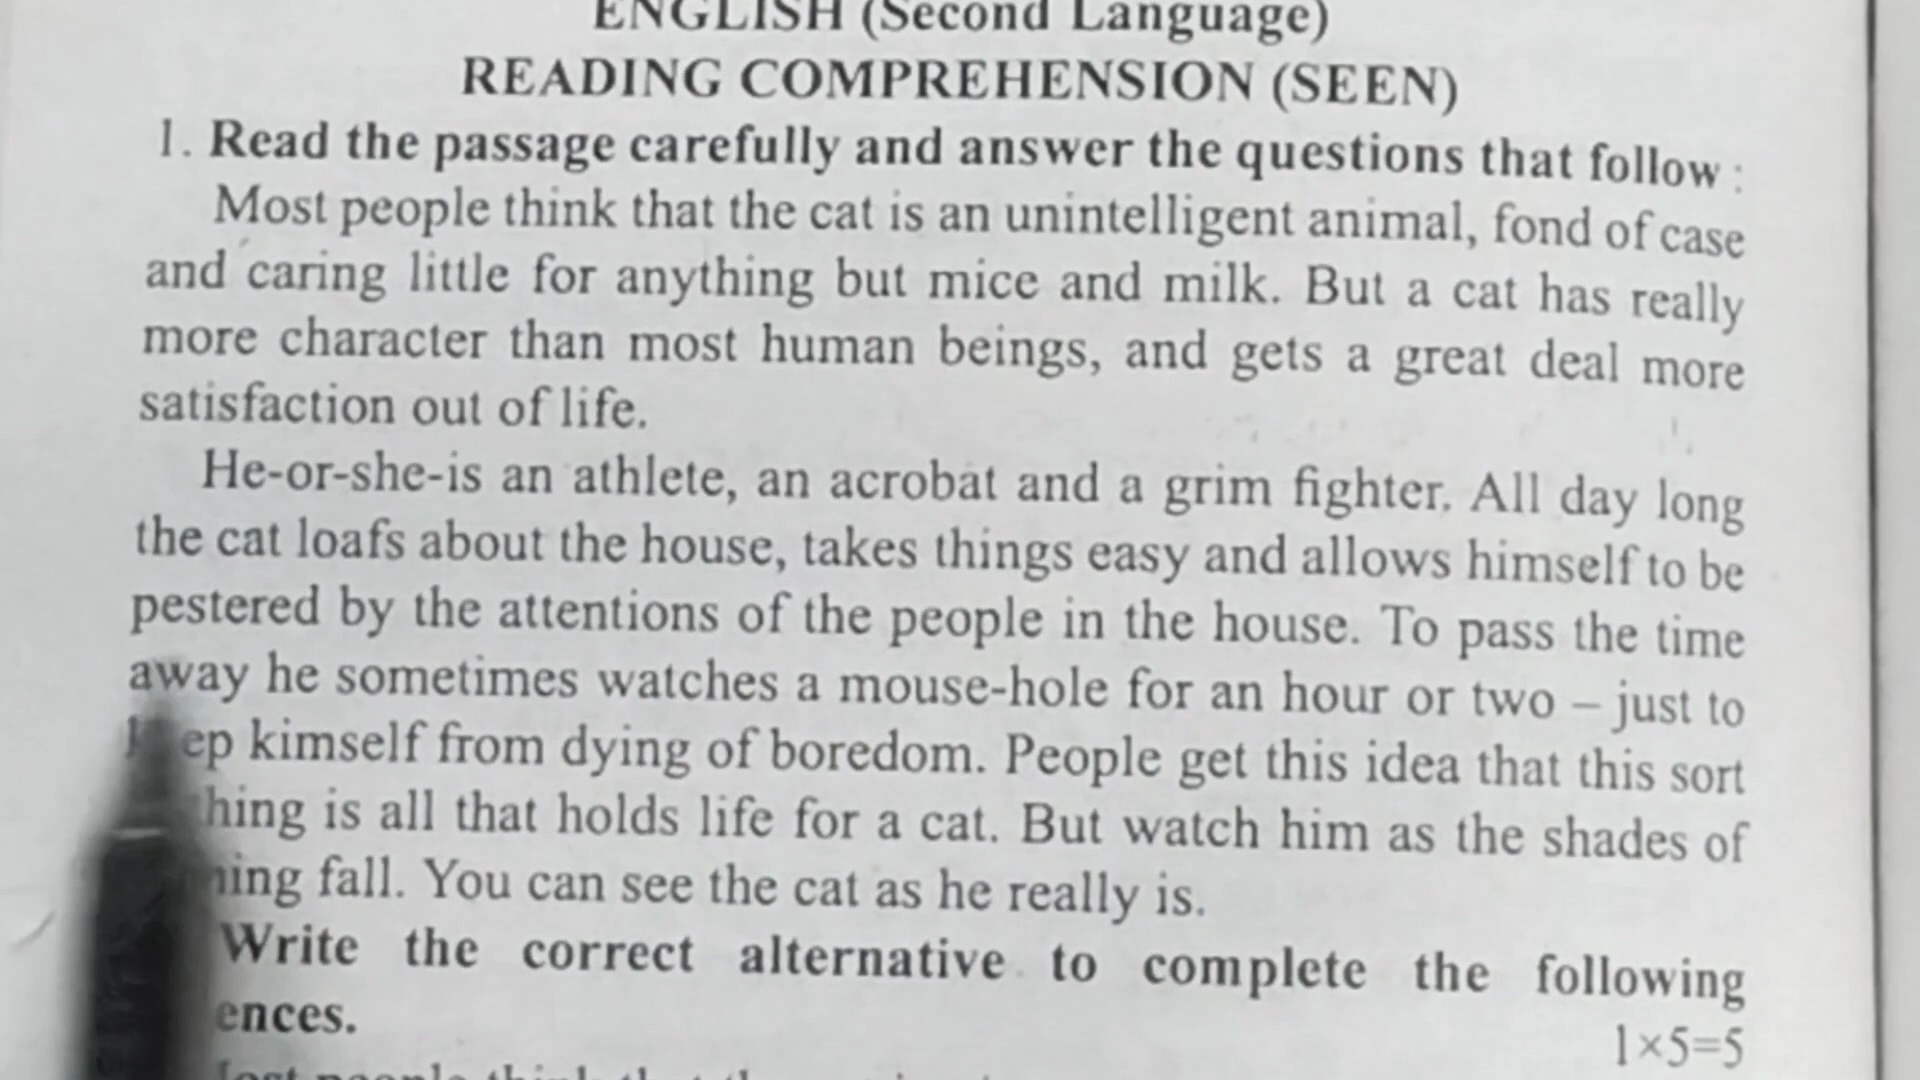 ENGLISH (Second Language)
READING COMPREHENSION (SEEN)
1. Read the passage carefully and answer the questions that follow :
Most people think that the cat is an unintelligent animal, fond of case
and caring little for anything but mice and milk. But a cat has really
more character than most human beings, and gets a great deal more
satisfaction out of life.
He-or-she-is an athlete, an acrobat and a grim fighter. All day long
the cat loafs about the house, takes things easy and allows himself to be
pestered by the attentions of the people in the house. To pass the time
away he sometimes watches a mouse-hole for an hour or two – just to
kimself from dying of boredom. People get this idea that this sort
is all that holds life for a cat. But watch him as the shades of
fall. You can see the cat as he really is.
Write the correct alternative to complete the following
1×5=5